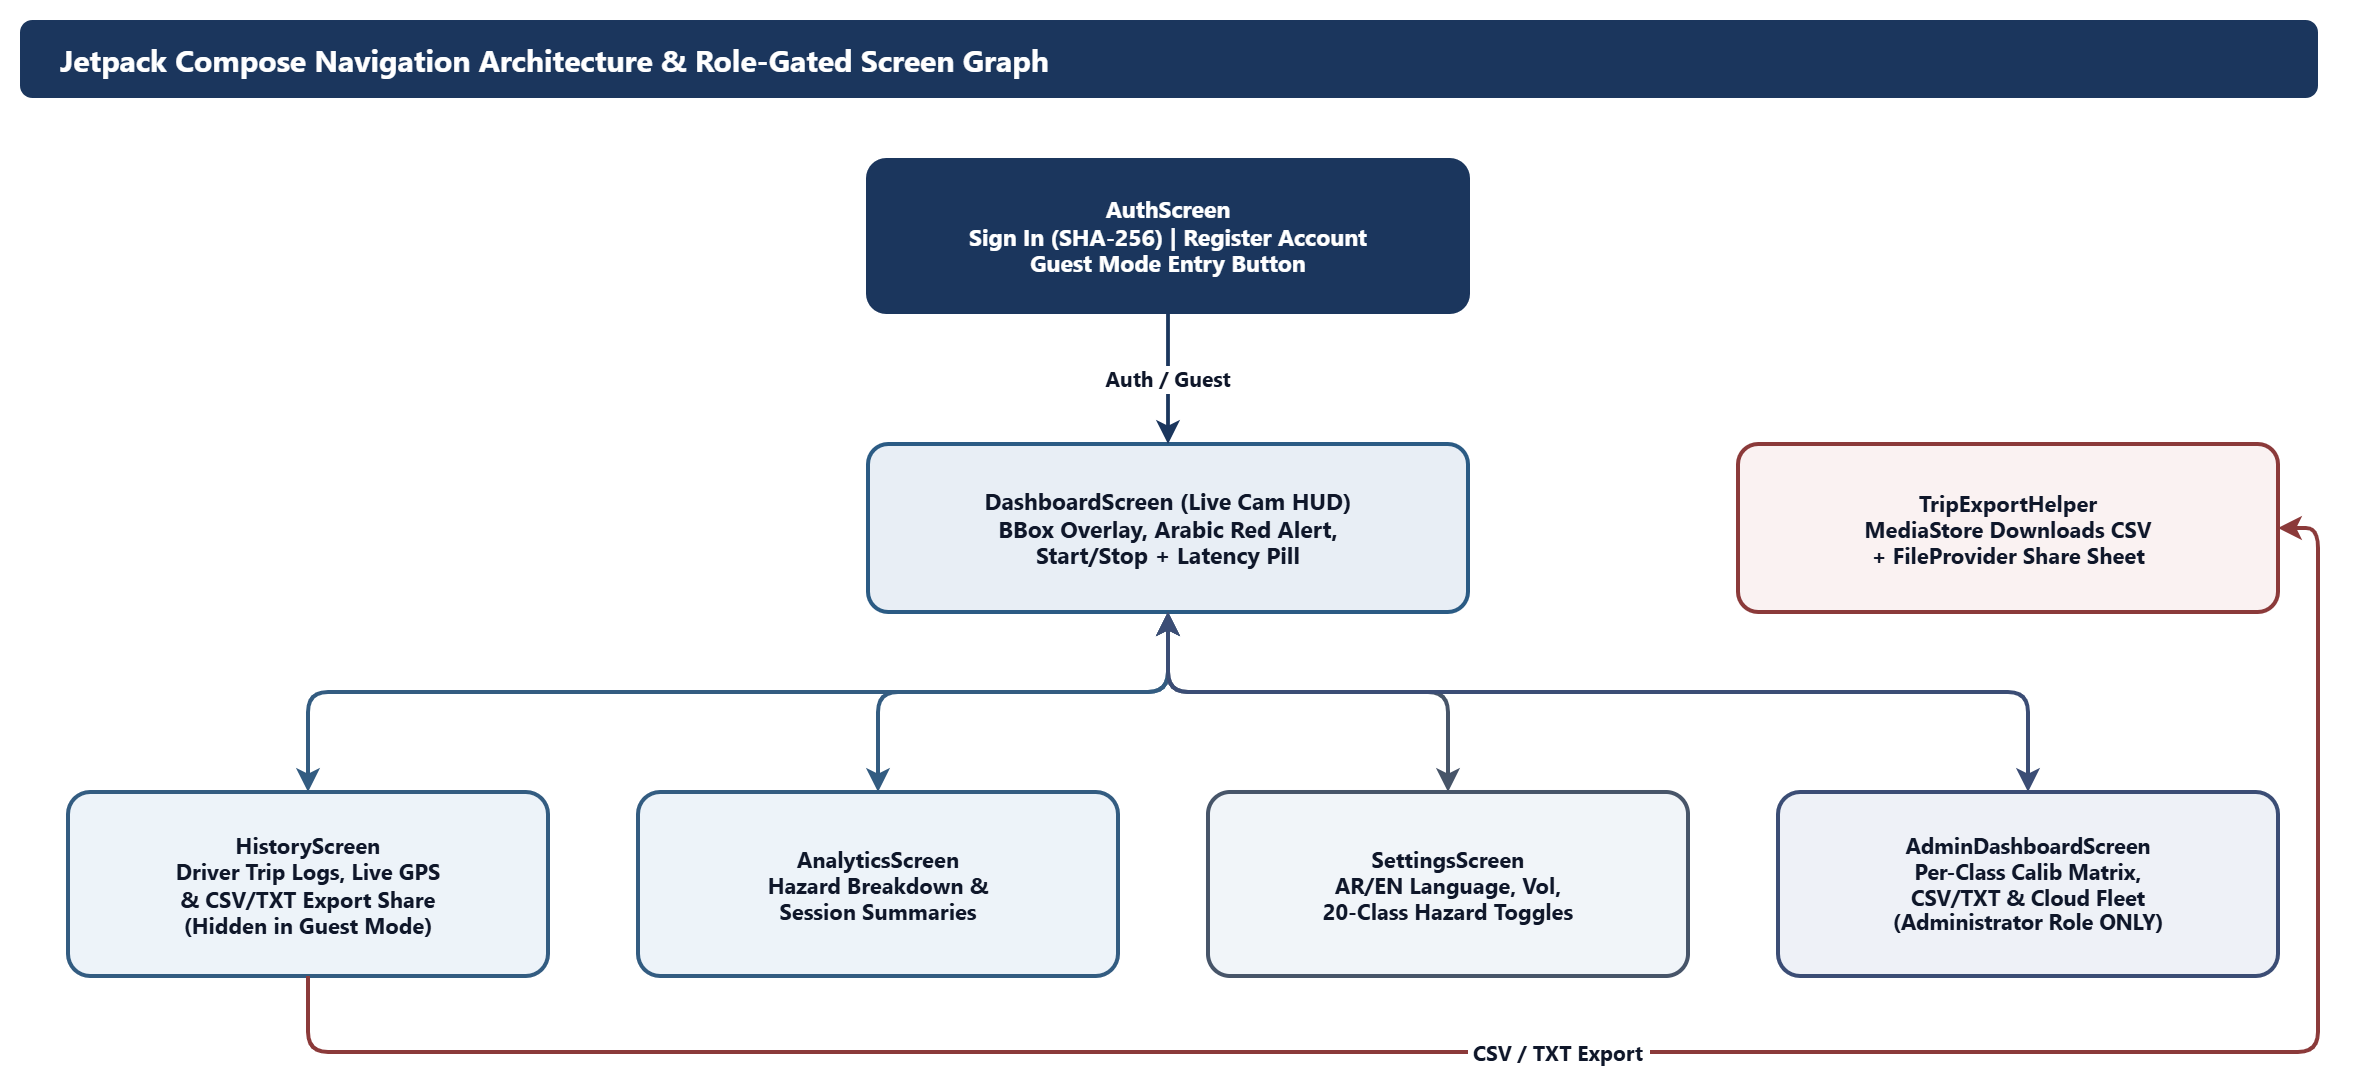 Jetpack Compose Navigation Architecture & Role-Gated Screen Graph
AuthScreen
Sign In (SHA-256) | Register Account
Guest Mode Entry Button
Auth / Guest
DashboardScreen (Live Cam HUD)
BBox Overlay, Arabic Red Alert,
Start/Stop + Latency Pill
TripExportHelper
MediaStore Downloads CSV
+ FileProvider Share Sheet
HistoryScreen
Driver Trip Logs, Live GPS
& CSV/TXT Export Share
(Hidden in Guest Mode)
AnalyticsScreen
Hazard Breakdown &
Session Summaries
SettingsScreen
AR/EN Language, Vol,
20-Class Hazard Toggles
AdminDashboardScreen
Per-Class Calib Matrix,
CSV/TXT & Cloud Fleet
(Administrator Role ONLY)
CSV / TXT Export